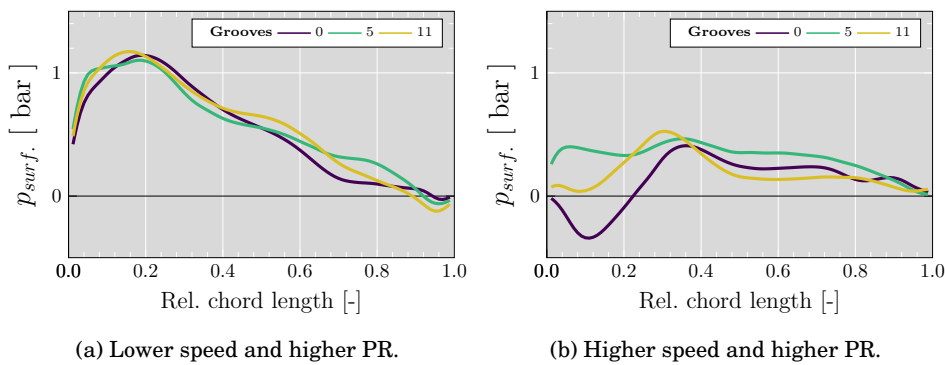 Grooves 0 5 11
1
0
p_surf. [ bar ]
0.0 0.2 0.4 0.6 0.8 1.0
Rel. chord length [-]
(a) Lower speed and higher PR.
Grooves 0 5 11
1
0
p_surf. [ bar ]
0.0 0.2 0.4 0.6 0.8 1.0
Rel. chord length [-]
(b) Higher speed and higher PR.